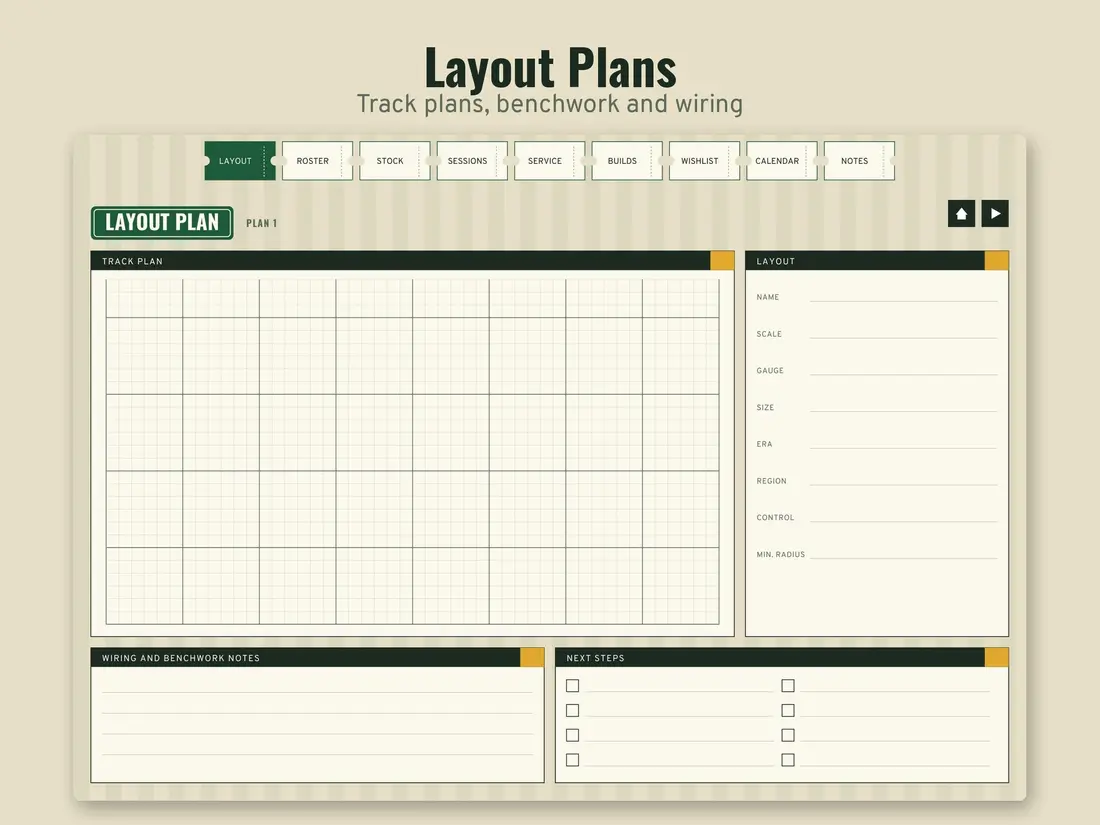 Layout Plans
Track plans, benchwork and wiring
LAYOUT
ROSTER
STOCK
SESSIONS
SERVICE
BUILDS
WISHLIST
CALENDAR
NOTES
LAYOUT PLAN
PLAN 1
TRACK PLAN
LAYOUT
NAME
SCALE
GAUGE
SIZE
ERA
REGION
CONTROL
MIN. RADIUS
WIRING AND BENCHWORK NOTES
NEXT STEPS